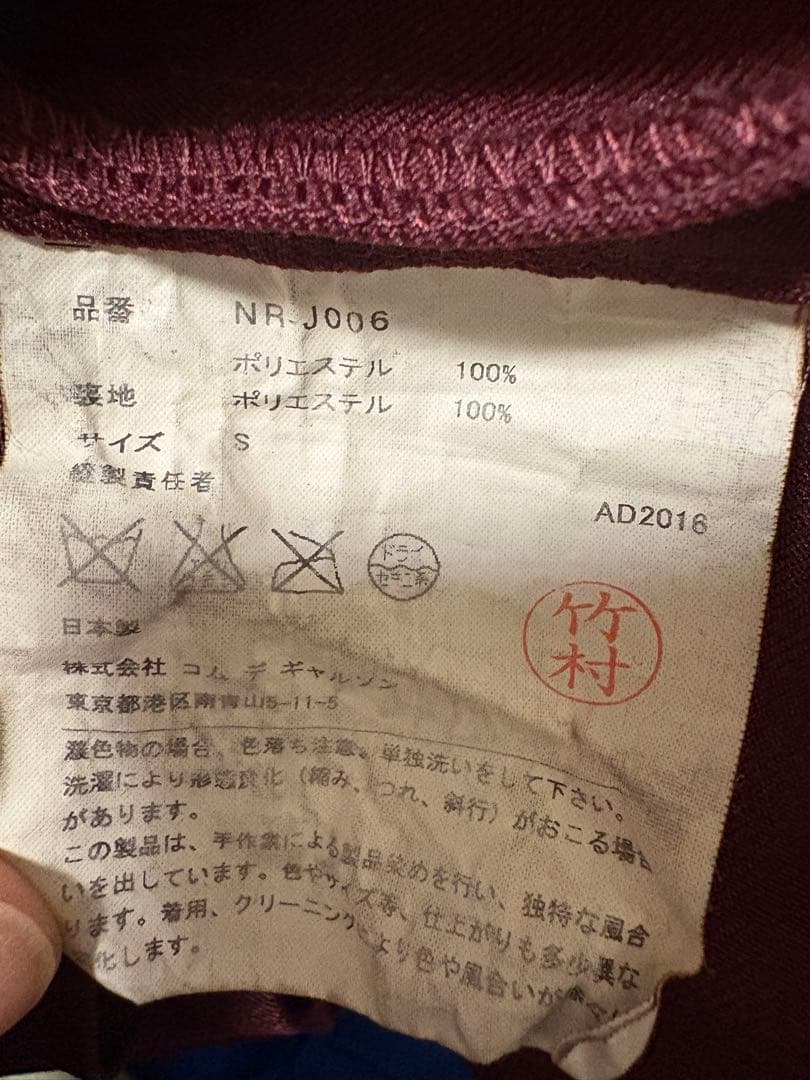 品番 NR-J006
ポリエステル 100%
裏地 ポリエステル 100%
サイズ S
縫製責任者
AD2016
ドライ
セキユ系
竹村
日本製
株式会社 コム デ ギャルソン
東京都港区南青山5-11-5
濃色物の場合、色落ち注意。単独洗いをして下さい。
洗濯により形態変化（縮み、つれ、斜行）がおこる場合
があります。
この製品は、手作業による製品染めを行い、独特な風合
いを出しています。色やサイズ等、仕上がりも多少異な
ります。着用、クリーニングにより色や風合いが
化します。